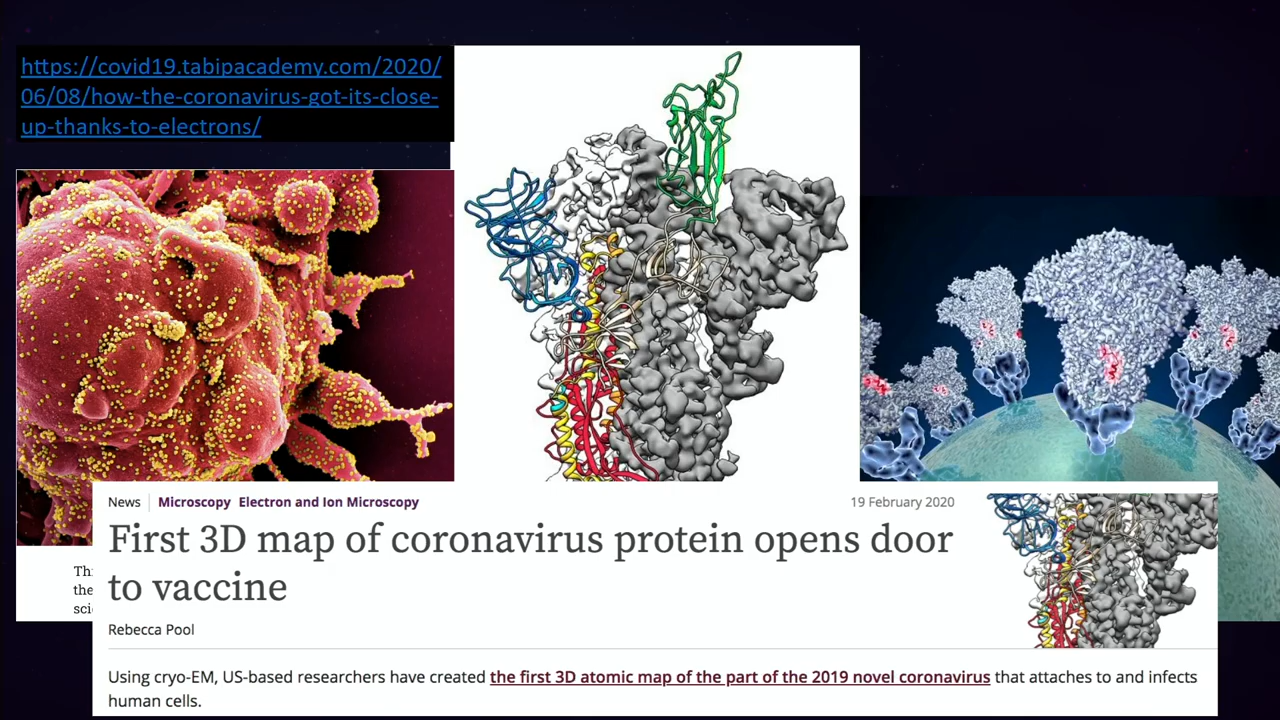 https://covid19.tabipacademy.com/2020/
06/08/how-the-coronavirus-got-its-close-
up-thanks-to-electrons/
News Microscopy Electron and Ion Microscopy 19 February 2020
First 3D map of coronavirus protein opens door
to vaccine
the
Rebecca Pool
Using cryo-EM, US-based researchers have created the first 3D atomic map of the part of the 2019 novel coronavirus that attaches to and infects
human cells.